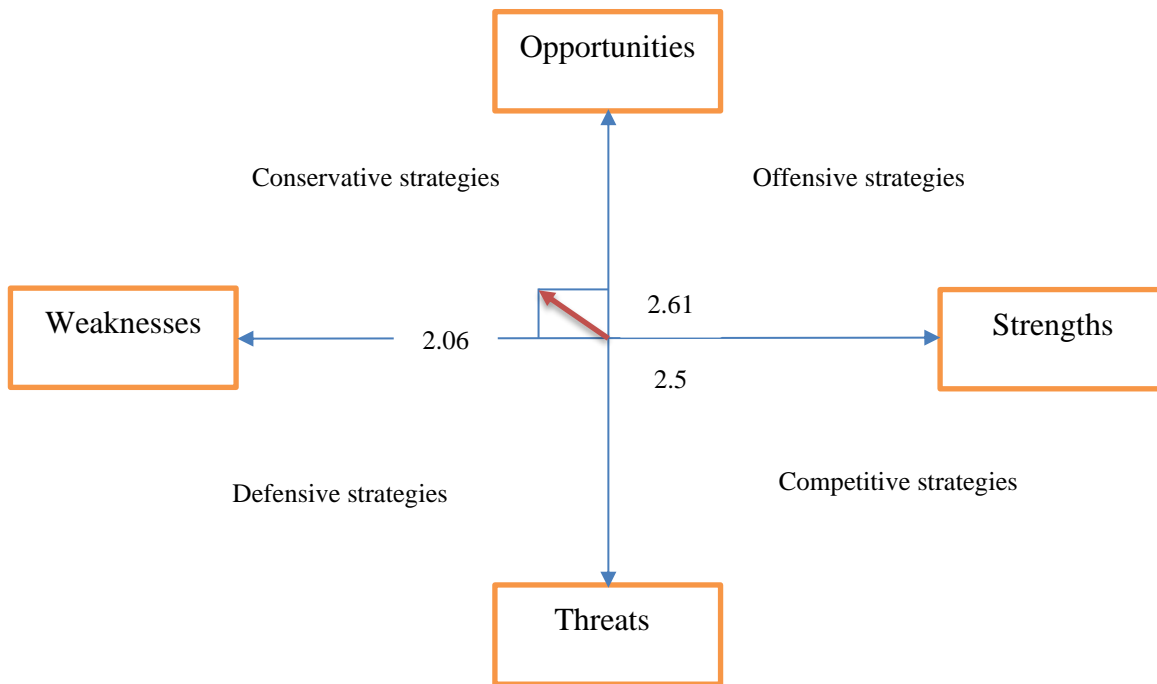 Opportunities
Conservative strategies
Offensive strategies
Weaknesses
2.06
2.61
Strengths
2.5
Defensive strategies
Competitive strategies
Threats